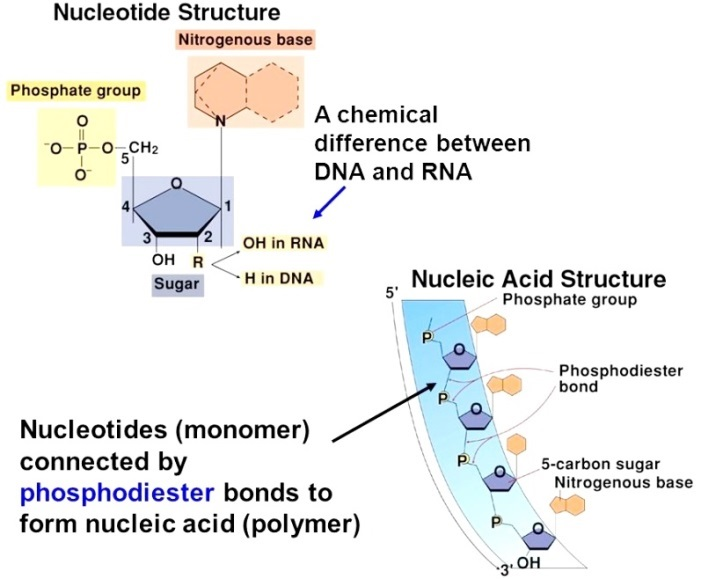 Nucleotide Structure
Nitrogenous base
Phosphate group
O
⁻O–P–O–CH₂
O⁻
5
N
O
4
1
3
2
OH
R
Sugar
OH in RNA
H in DNA
A chemical
difference between
DNA and RNA
Nucleic Acid Structure
5'
Phosphate group
P
O
Phosphodiester
bond
P
O
P
5-carbon sugar
Nitrogenous base
O
P
O
OH
3'
Nucleotides (monomer)
connected by
phosphodiester bonds to
form nucleic acid (polymer)